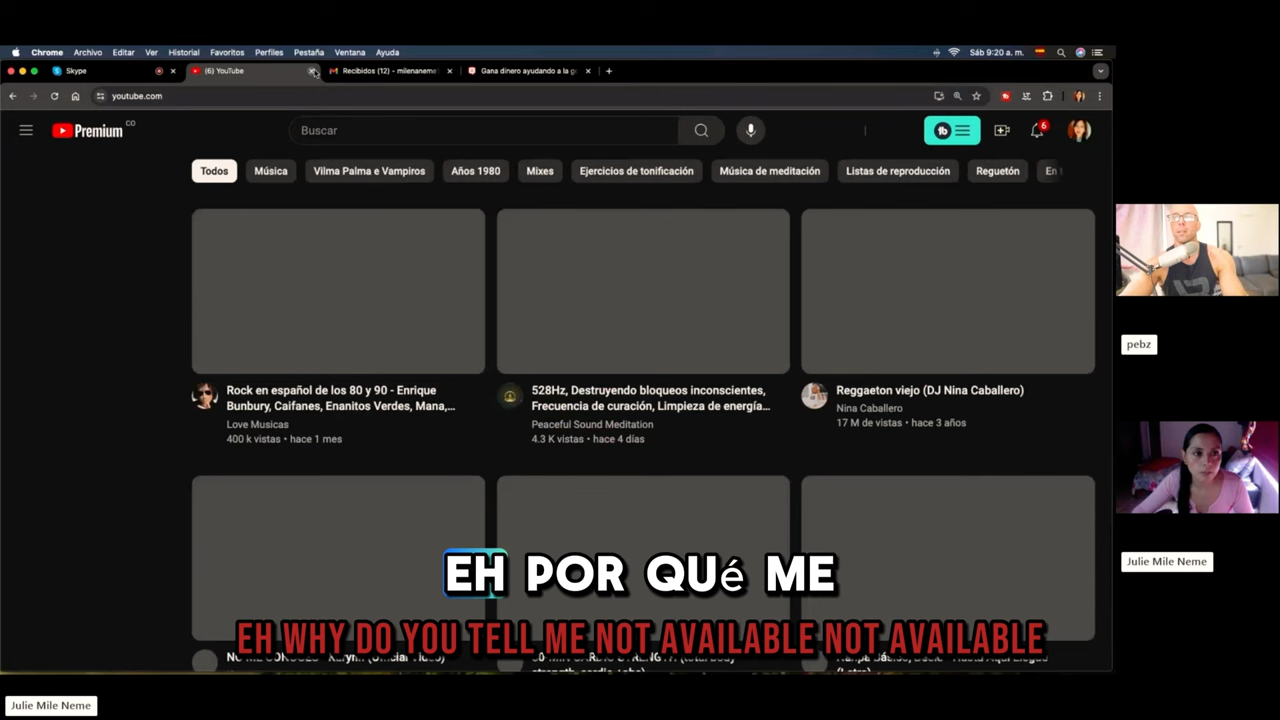 Chrome Archivo Editar Ver Historial Favoritos Perfiles Pestaña Ventana Ayuda Sáb 9:20 a. m.
Skype (6) YouTube Recibidos (12) - milenaneme Gana dinero ayudando a la ge
youtube.com
Premium CO Buscar tb 6
Todos Música Vilma Palma e Vampiros Años 1980 Mixes Ejercicios de tonificación Música de meditación Listas de reproducción Reguetón En
Rock en español de los 80 y 90 - Enrique
Bunbury, Caifanes, Enanitos Verdes, Mana,...
Love Musicas
400 k vistas • hace 1 mes
528Hz, Destruyendo bloqueos inconscientes,
Frecuencia de curación, Limpieza de energía...
Peaceful Sound Meditation
4.3 K vistas • hace 4 días
Reggaeton viejo (DJ Nina Caballero)
Nina Caballero
17 M de vistas • hace 3 años
pebz
Julie Mile Neme
EH POR QUé ME
EH WHY DO YOU TELL ME NOT AVAILABLE NOT AVAILABLE
Julie Mile Neme